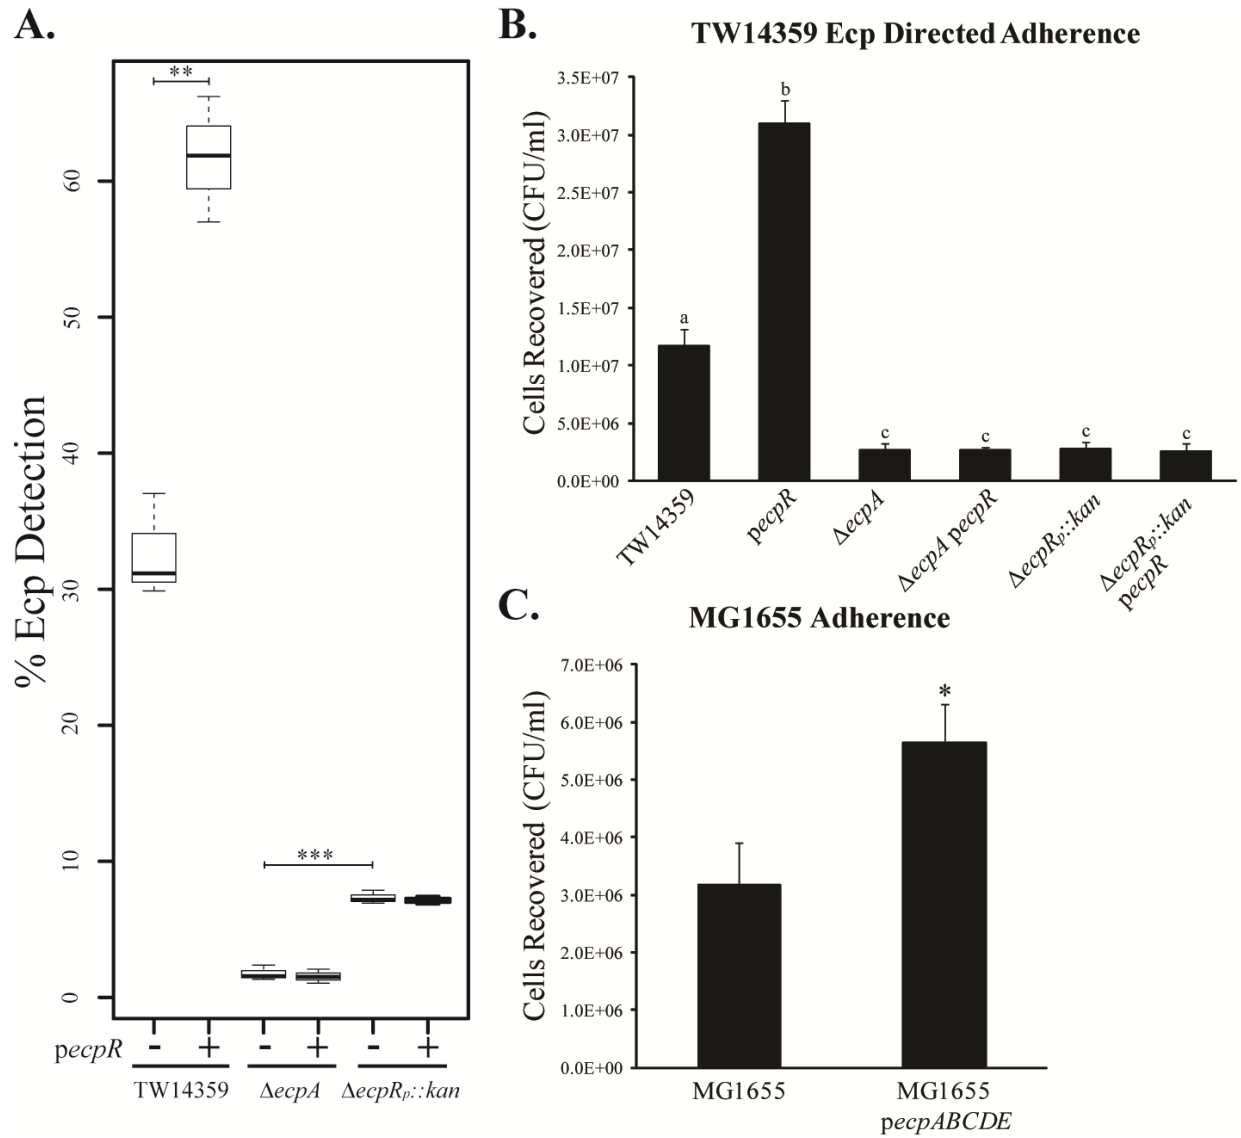 A.
% Ecp Detection
60
50
40
30
20
10
0
**
***
pecpR
- + - + - +
TW14359 ΔecpA ΔecpRp::kan
B.
TW14359 Ecp Directed Adherence
Cells Recovered (CFU/ml)
3.5E+07
3.0E+07
2.5E+07
2.0E+07
1.5E+07
1.0E+07
5.0E+06
0.0E+00
a b c c c c
TW14359
pecpR
ΔecpA
ΔecpA pecpR
ΔecpRp::kan
ΔecpRp::kan
pecpR
C.
MG1655 Adherence
Cells Recovered (CFU/ml)
7.0E+06
6.0E+06
5.0E+06
4.0E+06
3.0E+06
2.0E+06
1.0E+06
0.0E+00
*
MG1655 MG1655
pecpABCDE